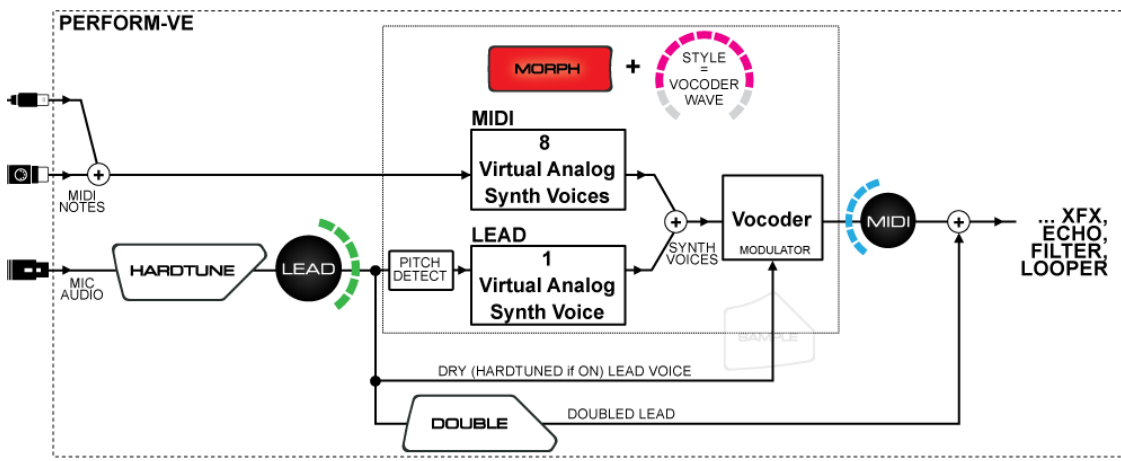 PERFORM-VE
MORPH
+
STYLE
=
VOCODER
WAVE
MIDI
8
Virtual Analog
Synth Voices
+
MIDI
NOTES
LEAD
1
Virtual Analog
Synth Voice
PITCH
DETECT
+
SYNTH
VOICES
Vocoder
MODULATOR
MIDI
+
... XFX,
ECHO,
FILTER,
LOOPER
HARDTUNE
LEAD
MIC
AUDIO
SAMPLE
DRY (HARDTUNED if ON) LEAD VOICE
DOUBLE
DOUBLED LEAD